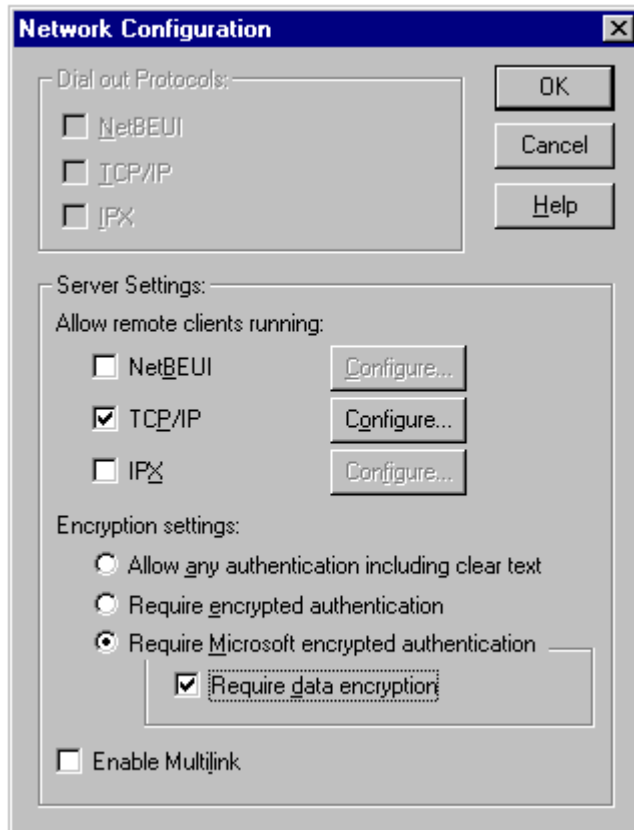 Network Configuration
Dial out Protocols:
NetBEUI
TCP/IP
IPX
OK
Cancel
Help
Server Settings:
Allow remote clients running:
NetBEUI Configure...
TCP/IP Configure...
IPX Configure...
Encryption settings:
Allow any authentication including clear text
Require encrypted authentication
Require Microsoft encrypted authentication
Require data encryption
Enable Multilink